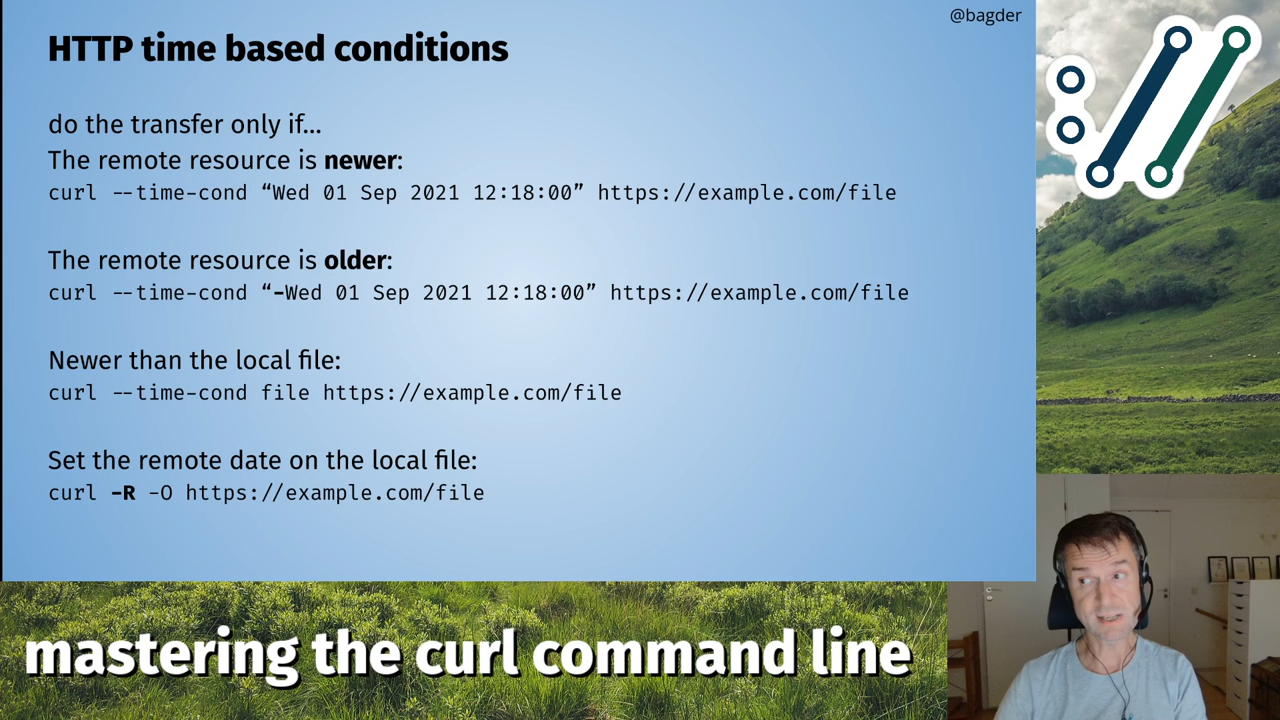 @bagder
HTTP time based conditions
do the transfer only if...
The remote resource is newer:
curl --time-cond “Wed 01 Sep 2021 12:18:00” https://example.com/file
The remote resource is older:
curl --time-cond “-Wed 01 Sep 2021 12:18:00” https://example.com/file
Newer than the local file:
curl --time-cond file https://example.com/file
Set the remote date on the local file:
curl -R -O https://example.com/file
mastering the curl command line